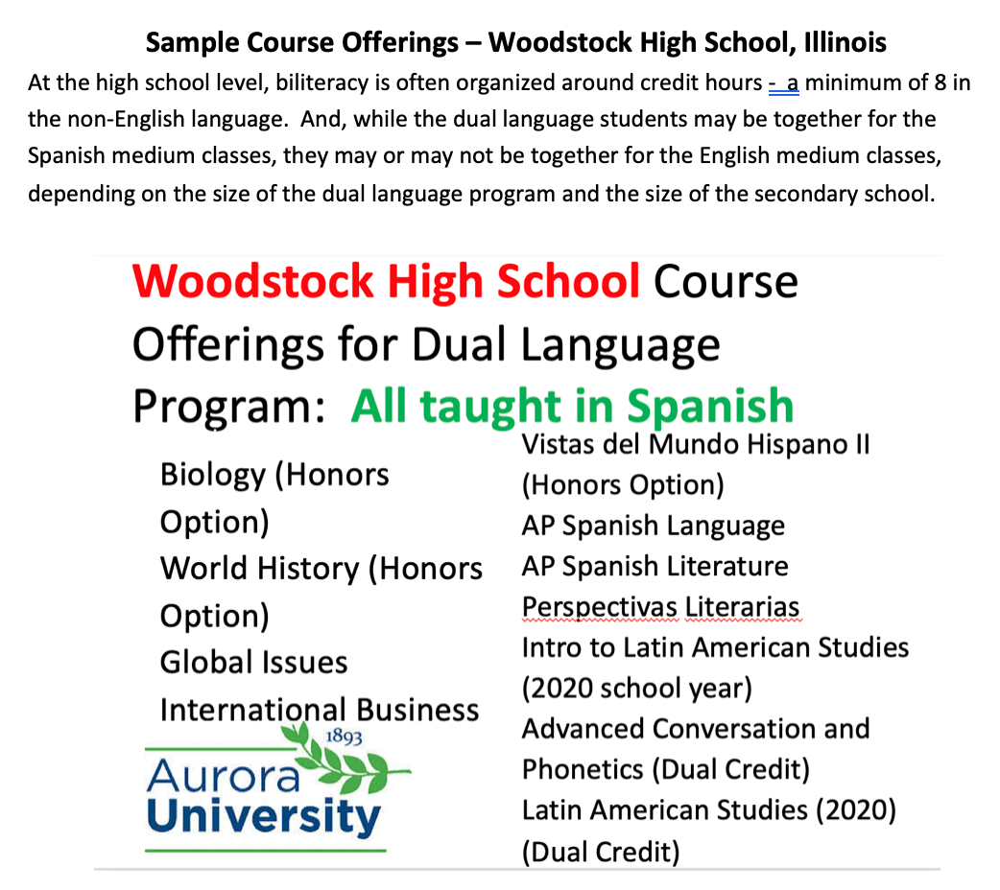 Sample Course Offerings – Woodstock High School, Illinois
At the high school level, biliteracy is often organized around credit hours - a minimum of 8 in
the non-English language. And, while the dual language students may be together for the
Spanish medium classes, they may or may not be together for the English medium classes,
depending on the size of the dual language program and the size of the secondary school.
Woodstock High School Course
Offerings for Dual Language
Program: All taught in Spanish
Biology (Honors
Option)
World History (Honors
Option)
Global Issues
International Business
1893
Aurora
University
Vistas del Mundo Hispano II
(Honors Option)
AP Spanish Language
AP Spanish Literature
Perspectivas Literarias
Intro to Latin American Studies
(2020 school year)
Advanced Conversation and
Phonetics (Dual Credit)
Latin American Studies (2020)
(Dual Credit)